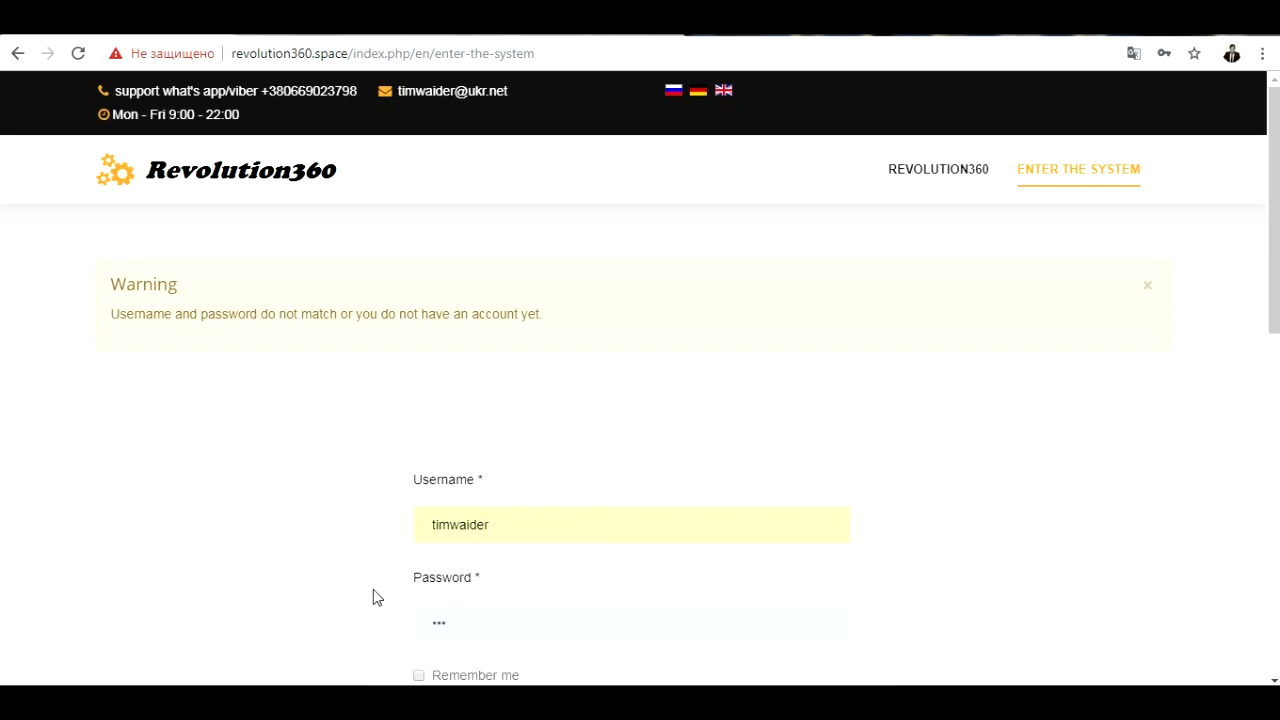 Не защищено revolution360.space/index.php/en/enter-the-system
support what's app/viber +380669023798 timwaider@ukr.net
Mon - Fri 9:00 - 22:00
Revolution360 REVOLUTION360 ENTER THE SYSTEM
Warning ×
Username and password do not match or you do not have an account yet.
Username *
timwaider
Password *
•••
Remember me